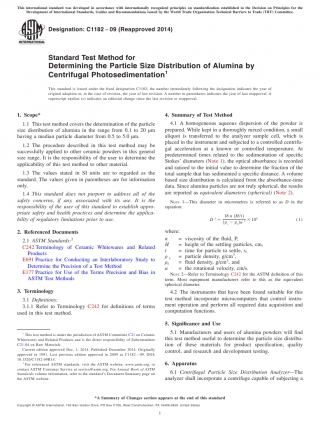 This international standard was developed in accordance with internationally recognized principles on standardization established in the Decision on Principles for the
Development of International Standards, Guides and Recommendations issued by the World Trade Organization Technical Barriers to Trade (TBT) Committee.
Designation: C1182 − 09 (Reapproved 2014)
Standard Test Method for
Determining the Particle Size Distribution of Alumina by
Centrifugal Photosedimentation1
This standard is issued under the fixed designation C1182; the number immediately following the designation indicates the year of
original adoption or, in the case of revision, the year of last revision. A number in parentheses indicates the year of last reapproval. A
superscript epsilon (ε) indicates an editorial change since the last revision or reapproval.
1. Scope*
1.1 This test method covers the determination of the particle
size distribution of alumina in the range from 0.1 to 20 µm
having a median particle diameter from 0.5 to 5.0 µm.
1.2 The procedure described in this test method may be
successfully applied to other ceramic powders in this general
size range. It is the responsibility of the user to determine the
applicability of this test method to other material.
1.3 The values stated in SI units are to be regarded as the
standard. The values given in parentheses are for information
only.
1.4 This standard does not purport to address all of the
safety concerns, if any, associated with its use. It is the
responsibility of the user of this standard to establish appro-
priate safety and health practices and determine the applica-
bility of regulatory limitations prior to use.
2. Referenced Documents
2.1 ASTM Standards:2
C242 Terminology of Ceramic Whitewares and Related
Products
E691 Practice for Conducting an Interlaboratory Study to
Determine the Precision of a Test Method
E177 Practice for Use of the Terms Precision and Bias in
ASTM Test Methods
3. Terminology
3.1 Definitions:
3.1.1 Refer to Terminology C242 for definitions of terms
used in this test method.
1 This test method is under the jurisdiction of ASTM Committee C21 on Ceramic
Whitewares and Related Products and is the direct responsibility of Subcommittee
C21.04 on Raw Materials.
Current edition approved Dec. 1, 2014. Published December 2014. Originally
approved in 1991. Last previous edition approved in 2009 as C1182 – 09. DOI:
10.1520/C1182-09R14.
2 For referenced ASTM standards, visit the ASTM website, www.astm.org, or
contact ASTM Customer Service at service@astm.org. For Annual Book of ASTM
Standards volume information, refer to the standard's Document Summary page on
the ASTM website.
4. Summary of Test Method
4.1 A homogeneous aqueous dispersion of the powder is
prepared. While kept in a thoroughly mixed condition, a small
aliquot is transferred to the analyzer sample cell, which is
placed in the instrument and subjected to a controlled centrifu-
gal acceleration at a known or controlled temperature. At
predetermined times related to the sedimentation of specific
Stokes' diameters (Note 1), the optical absorbance is recorded
and ratioed to the initial value to determine the fraction of the
total sample that has sedimented a specific distance. A volume
based size distribution is calculated from the absorbance-time
data. Since alumina particles are not truly spherical, the results
are reported as equivalent spherical diameters) (Note 2).
NOTE 1—This diameter in micrometers is referred to as D in the
equation
(1)
where:
= viscosity of the fluid, P,
H = height of the settling column, cm,
t = time for particle to settle, s,
= particle density, g/cm3,
= fluid density, g/cm3, and
= the rotational velocity, rad/s.
NOTE 2—Refer to Terminology C242 for the ASTM definition of this
term. Most equipment manufacturers refer to this as the equivalent
spherical diameter.
4.2 The instruments that have been found suitable for this
test method incorporate microcomputers that control instru-
ment operation and perform all required data acquisition and
computation functions.
5. Significance and Use
5.1 Manufacturers and users of alumina powders will find
this test method useful to determine the particle size distribu-
tion of these materials for product specification, quality
control, and research and development testing.
6. Apparatus
6.1 Centrifugal Particle Size Distribution Analyzer—The
analyzer shall incorporate a centrifuge capable of subjecting a
*A Summary of Changes section appears at the end of this standard
Copyright © ASTM International, 100 Barr Harbor Drive, PO Box C700, West Conshohocken, PA 19428-2959. United States
1